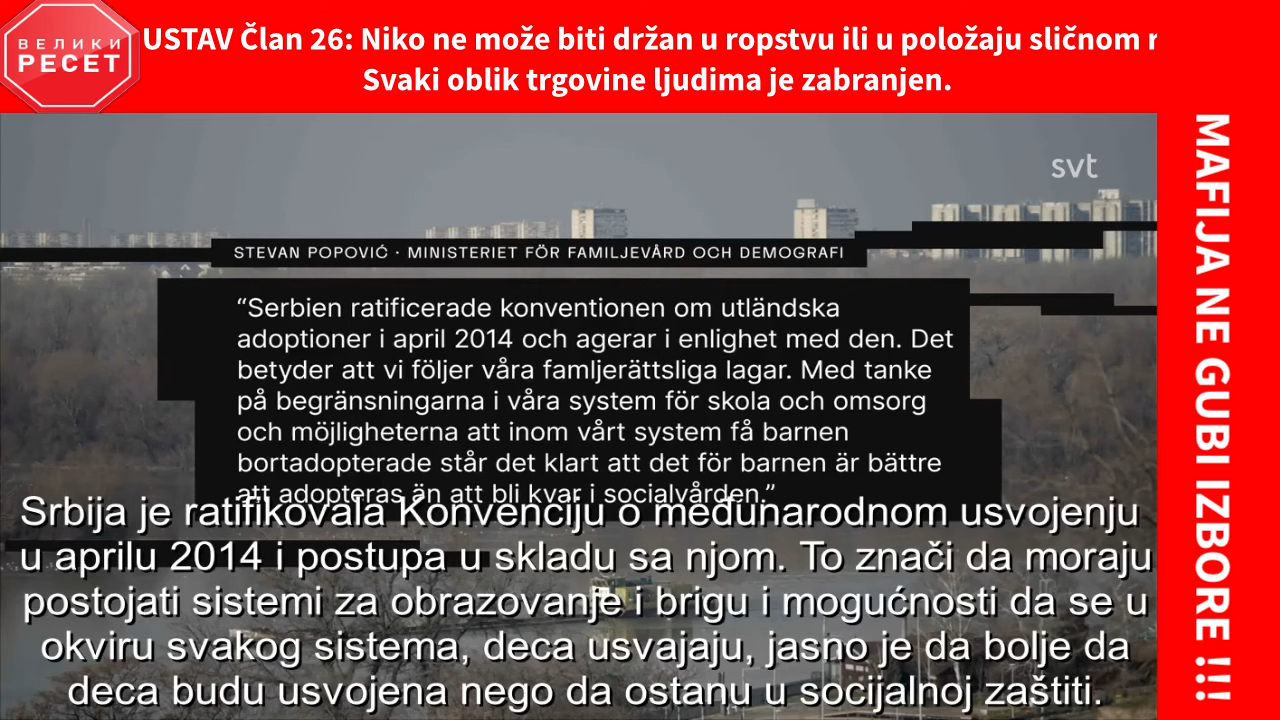 ВЕЛИКИ
РЕСЕТ
USTAV Član 26: Niko ne može biti držan u ropstvu ili u položaju sličnom
Svaki oblik trgovine ljudima je zabranjen.
svt
STEVAN POPOVIĆ · MINISTERIET FÖR FAMILJEVÅRD OCH DEMOGRAFI
“Serbien ratificerade konventionen om utländska
adoptioner i april 2014 och agerar i enlighet med den. Det
betyder att vi följer våra famljerättsliga lagar. Med tanke
på begränsningarna i våra system för skola och omsorg
och möjligheterna att inom vårt system få barnen
bortadopterade står det klart att det för barnen är bättre
att adopteras än att bli kvar i socialvården.”
Srbija je ratifikovala Konvenciju o međunarodnom usvojenju
u aprilu 2014 i postupa u skladu sa njom. To znači da moraju
postojati sistemi za obrazovanje i brigu i mogućnosti da se u
okviru svakog sistema, deca usvajaju, jasno je da bolje da
deca budu usvojena nego da ostanu u socijalnoj zaštiti.
MAFIJA NE GUBI IZBORE !!!